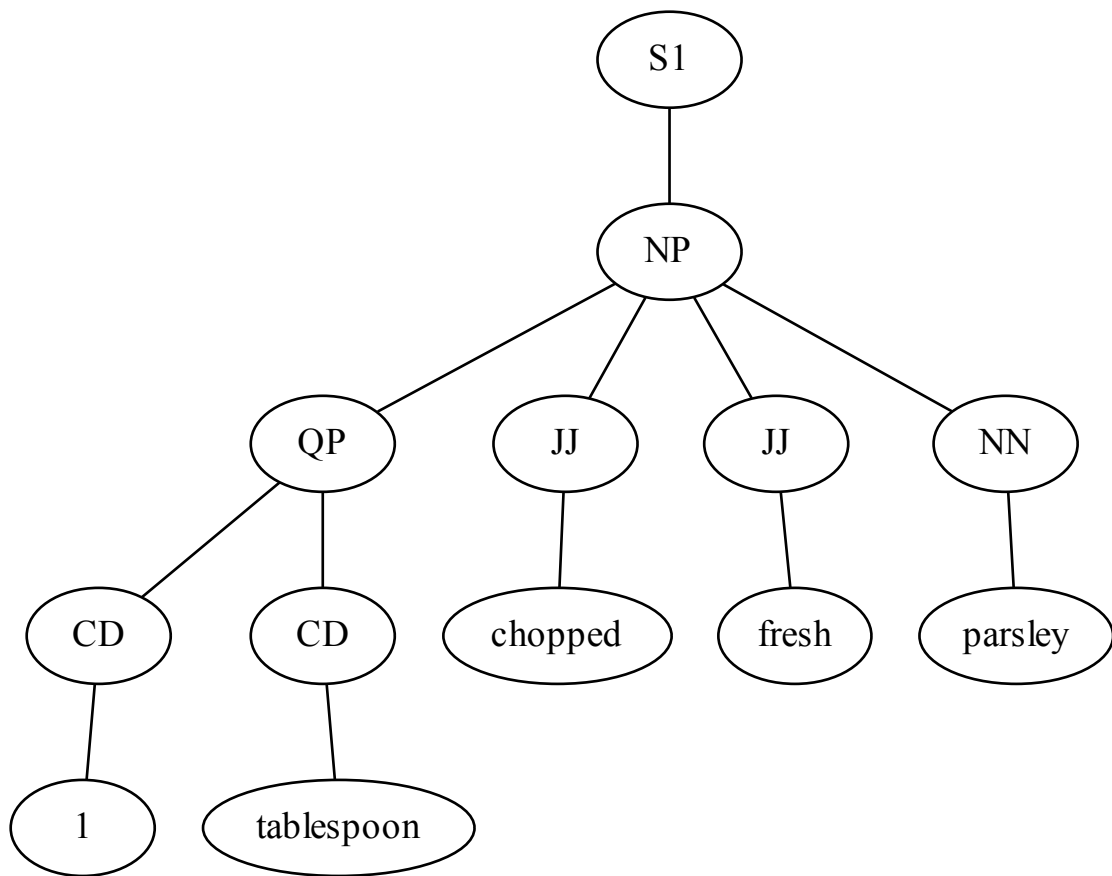 S1
NP
QP JJ JJ NN
CD CD chopped fresh parsley
1 tablespoon